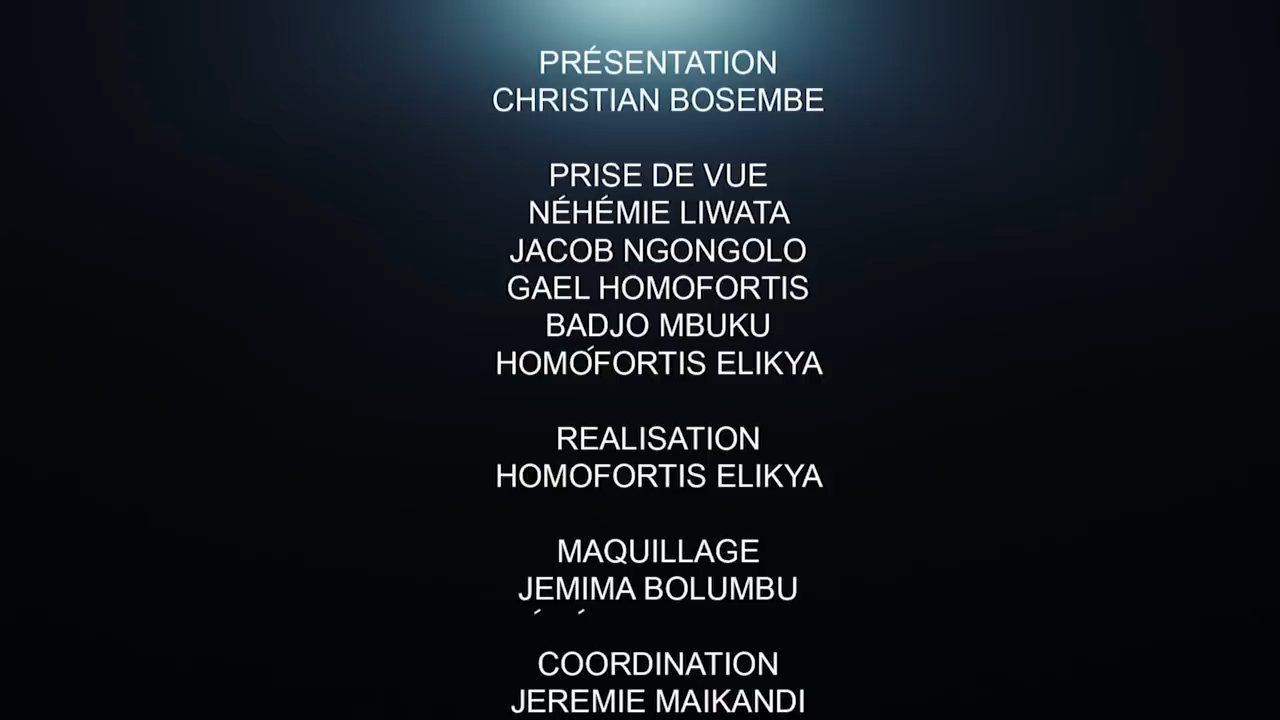 PRÉSENTATION
CHRISTIAN BOSEMBE
PRISE DE VUE
NÉHÉMIE LIWATA
JACOB NGONGOLO
GAEL HOMOFORTIS
BADJO MBUKU
HOMOFORTIS ELIKYA
REALISATION
HOMOFORTIS ELIKYA
MAQUILLAGE
JEMIMA BOLUMBU
COORDINATION
JEREMIE MAIKANDI